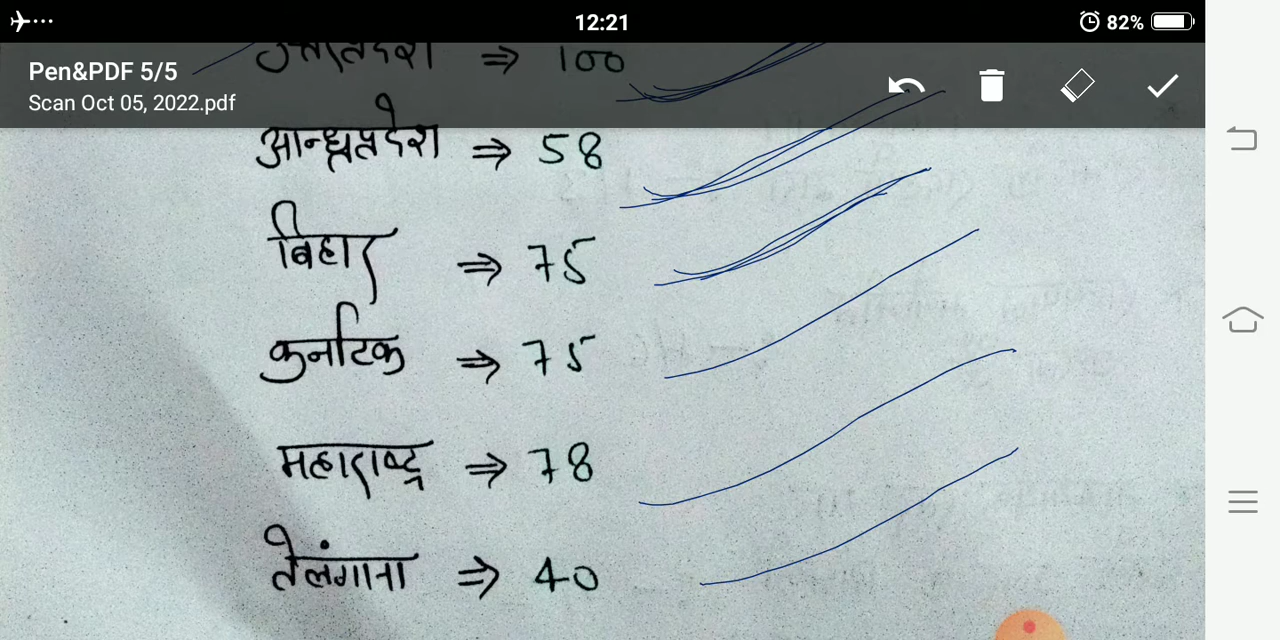 12:21
82%
Pen&PDF 5/5
Scan Oct 05, 2022.pdf
⇒ 100
आन्ध्रप्रदेश ⇒ 58
बिहार ⇒ 75
कर्नाटक ⇒ 75
महाराष्ट्र ⇒ 78
तेलंगाना ⇒ 40